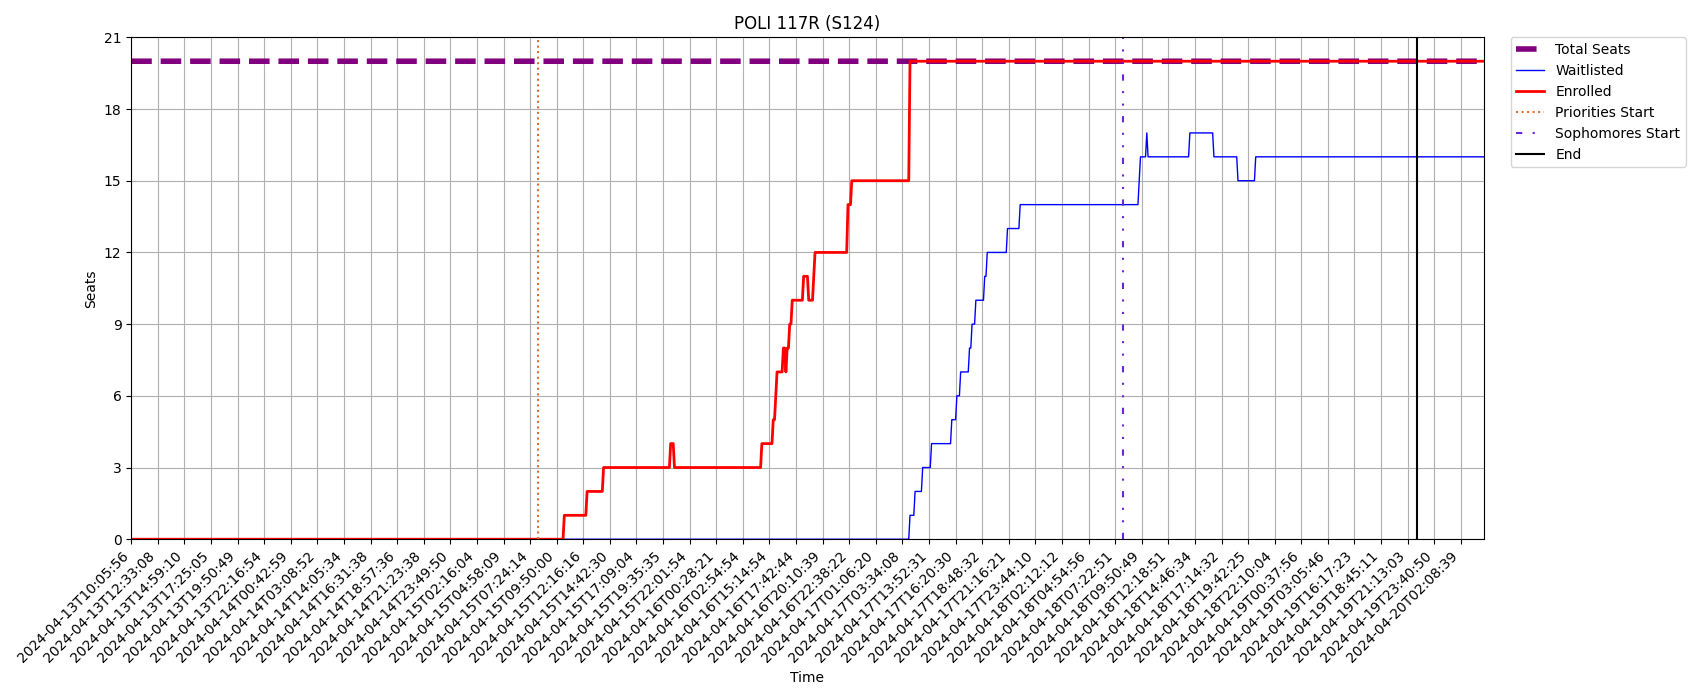 POLI 117R (S124)
Total Seats
Waitlisted
Enrolled
Priorities Start
Sophomores Start
End
Seats
21
18
15
12
9
6
3
0
2024-04-13T10:05:56
2024-04-13T12:33:08
2024-04-13T14:59:10
2024-04-13T17:25:05
2024-04-13T19:50:49
2024-04-13T22:16:54
2024-04-14T00:42:59
2024-04-14T03:08:52
2024-04-14T14:05:34
2024-04-14T16:31:38
2024-04-14T18:57:36
2024-04-14T21:23:38
2024-04-14T23:49:50
2024-04-15T02:16:04
2024-04-15T04:58:09
2024-04-15T07:24:14
2024-04-15T09:50:00
2024-04-15T12:16:16
2024-04-15T14:42:30
2024-04-15T17:09:04
2024-04-15T19:35:35
2024-04-15T22:01:54
2024-04-16T00:28:21
2024-04-16T02:54:54
2024-04-16T15:14:54
2024-04-16T17:42:44
2024-04-16T20:10:39
2024-04-16T22:38:22
2024-04-17T01:06:20
2024-04-17T03:34:08
2024-04-17T13:52:31
2024-04-17T16:20:30
2024-04-17T18:48:32
2024-04-17T21:16:21
2024-04-17T23:44:10
2024-04-18T02:12:12
2024-04-18T04:54:56
2024-04-18T07:22:51
2024-04-18T09:50:49
2024-04-18T12:18:51
2024-04-18T14:46:34
2024-04-18T17:14:32
2024-04-18T19:42:25
2024-04-18T22:10:04
2024-04-19T00:37:56
2024-04-19T03:05:46
2024-04-19T16:17:23
2024-04-19T18:45:11
2024-04-19T21:13:03
2024-04-19T23:40:50
2024-04-20T02:08:39
Time